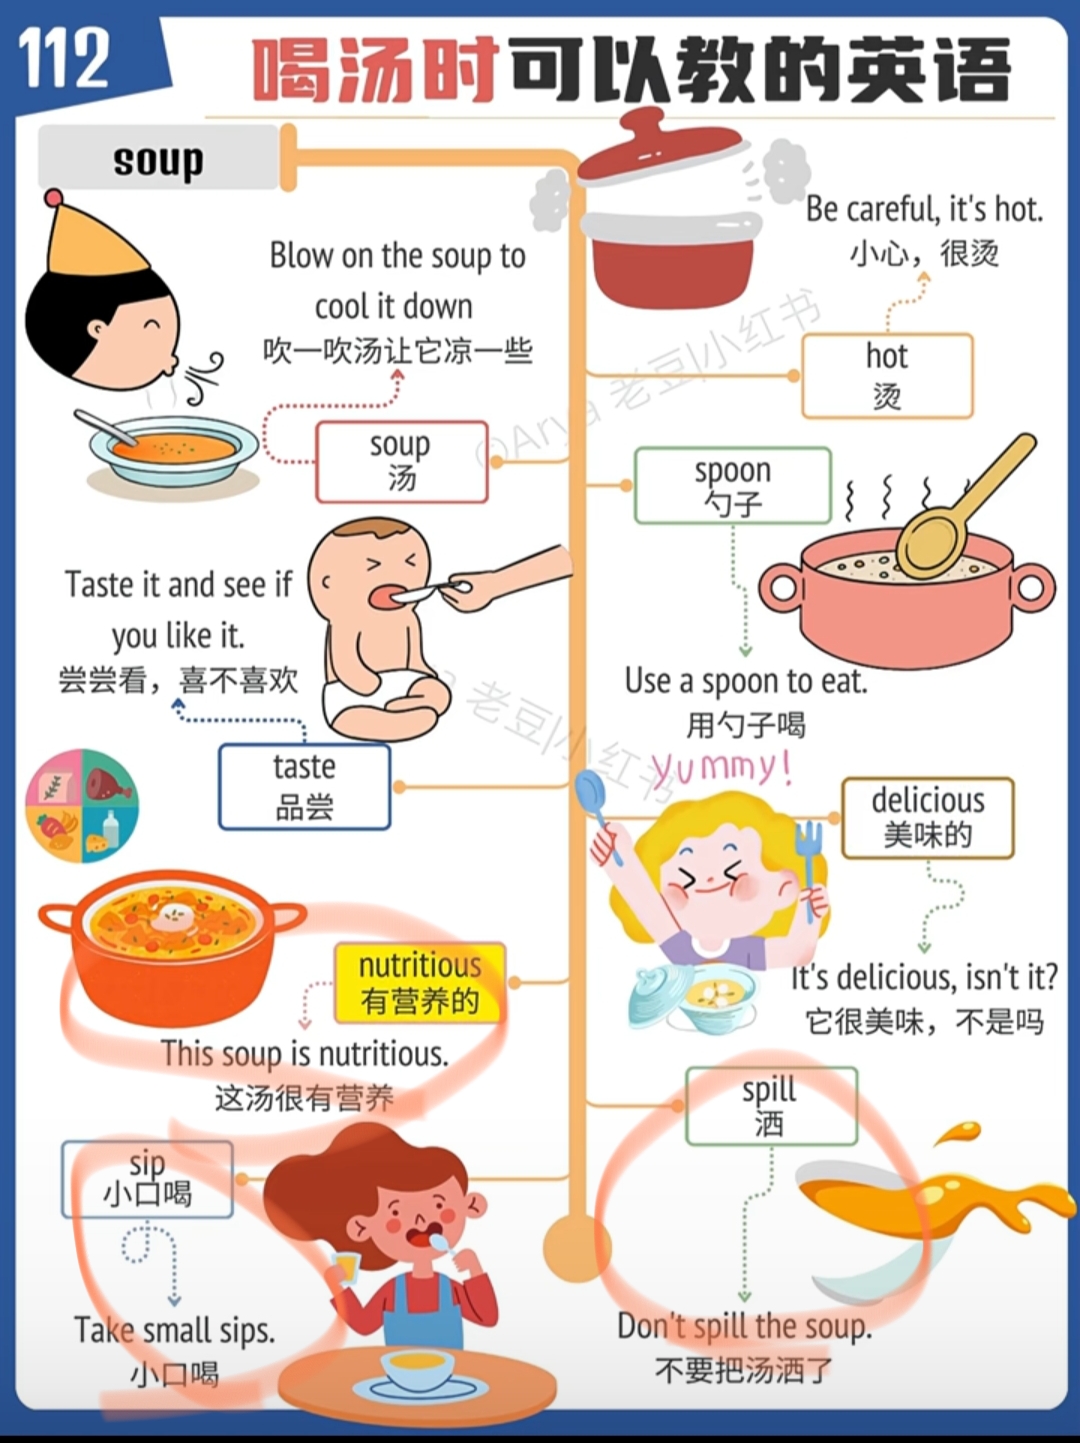 112
喝汤时可以教的英语
soup
Be careful, it's hot.
小心，很烫
hot
烫
Blow on the soup to
cool it down
吹一吹汤让它凉一些
soup
汤
spoon
勺子
Use a spoon to eat.
用勺子喝
Taste it and see if
you like it.
尝尝看，喜不喜欢
taste
品尝
yummy!
delicious
美味的
It's delicious, isn't it?
它很美味，不是吗
nutritious
有营养的
This soup is nutritious.
这汤很有营养
spill
洒
Don't spill the soup.
不要把汤洒了
sip
小口喝
Take small sips.
小口喝
©Arya 老豆|小红书
老豆|小红书